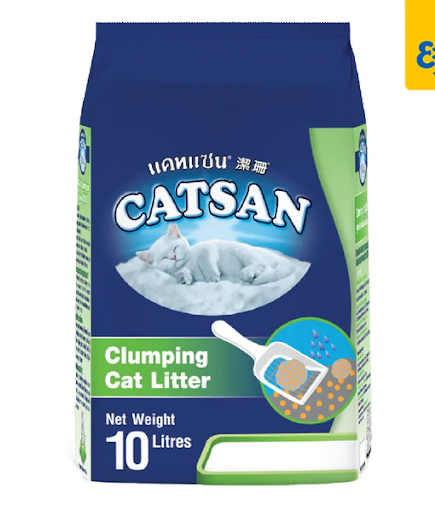 แคทแซน® 潔珊
CATSAN
Clumping
Cat Litter
Net Weight
10 Litres